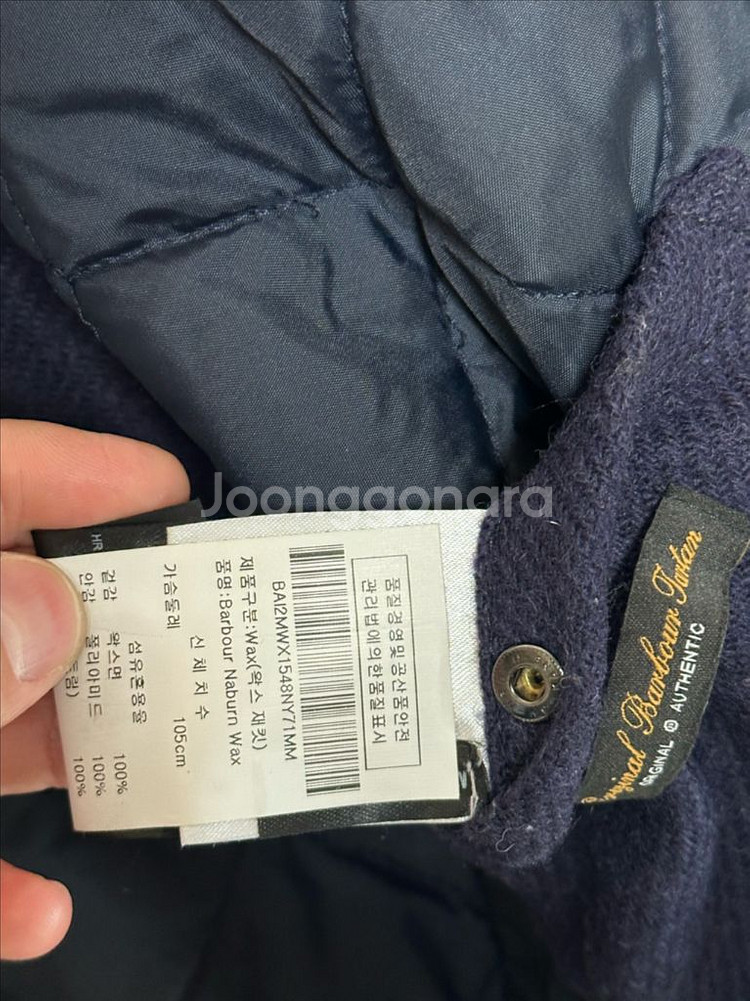 Joonggonara
품질경영및공산품안전
관리법에의한품질표시
BAI2MWX1548NY71MM
제품구분:Wax(왁스 재킷)
품명:Barbour Naburn Wax
신 체 치 수
가슴둘레 105cm
섬유혼용율
겉감 왁스면 100%
안감 폴리아미드 100%
HR
Original Barbour Tartan
ORIGINAL @ AUTHENTIC